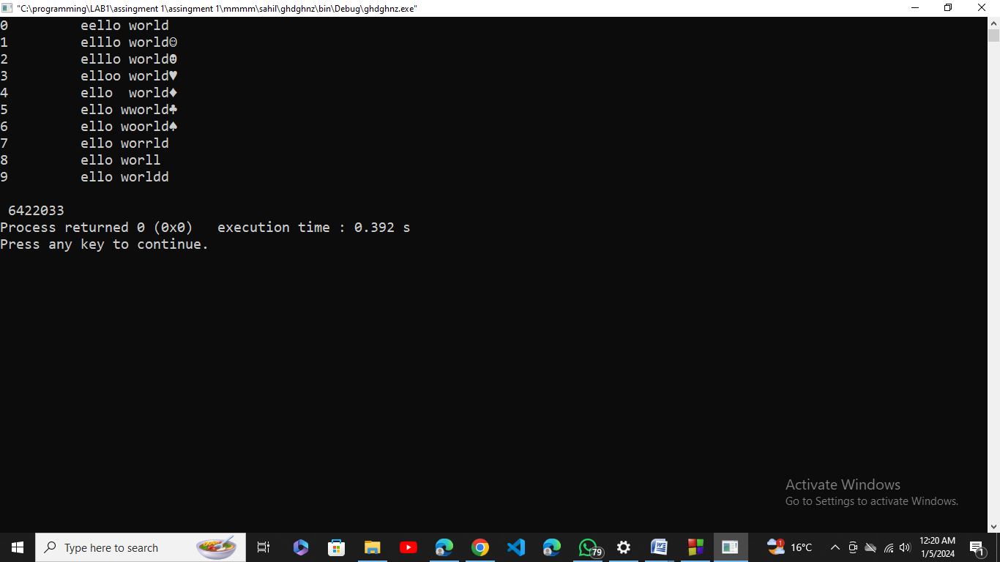 "C:\programming\LAB1\assingment 1\assingment 1\mmmm\sahil\ghdghnz\bin\Debug\ghdghnz.exe"
0         eello world
1         elllo world☺
2         elllo world☻
3         elloo world♥
4         ello  world♦
5         ello wworld♣
6         ello woorld♠
7         ello worrld
8         ello worll
9         ello worldd
 6422033
Process returned 0 (0x0)   execution time : 0.392 s
Press any key to continue.
Activate Windows
Go to Settings to activate Windows.
Type here to search
79
W
1
16°C
12:20 AM
1/5/2024
1